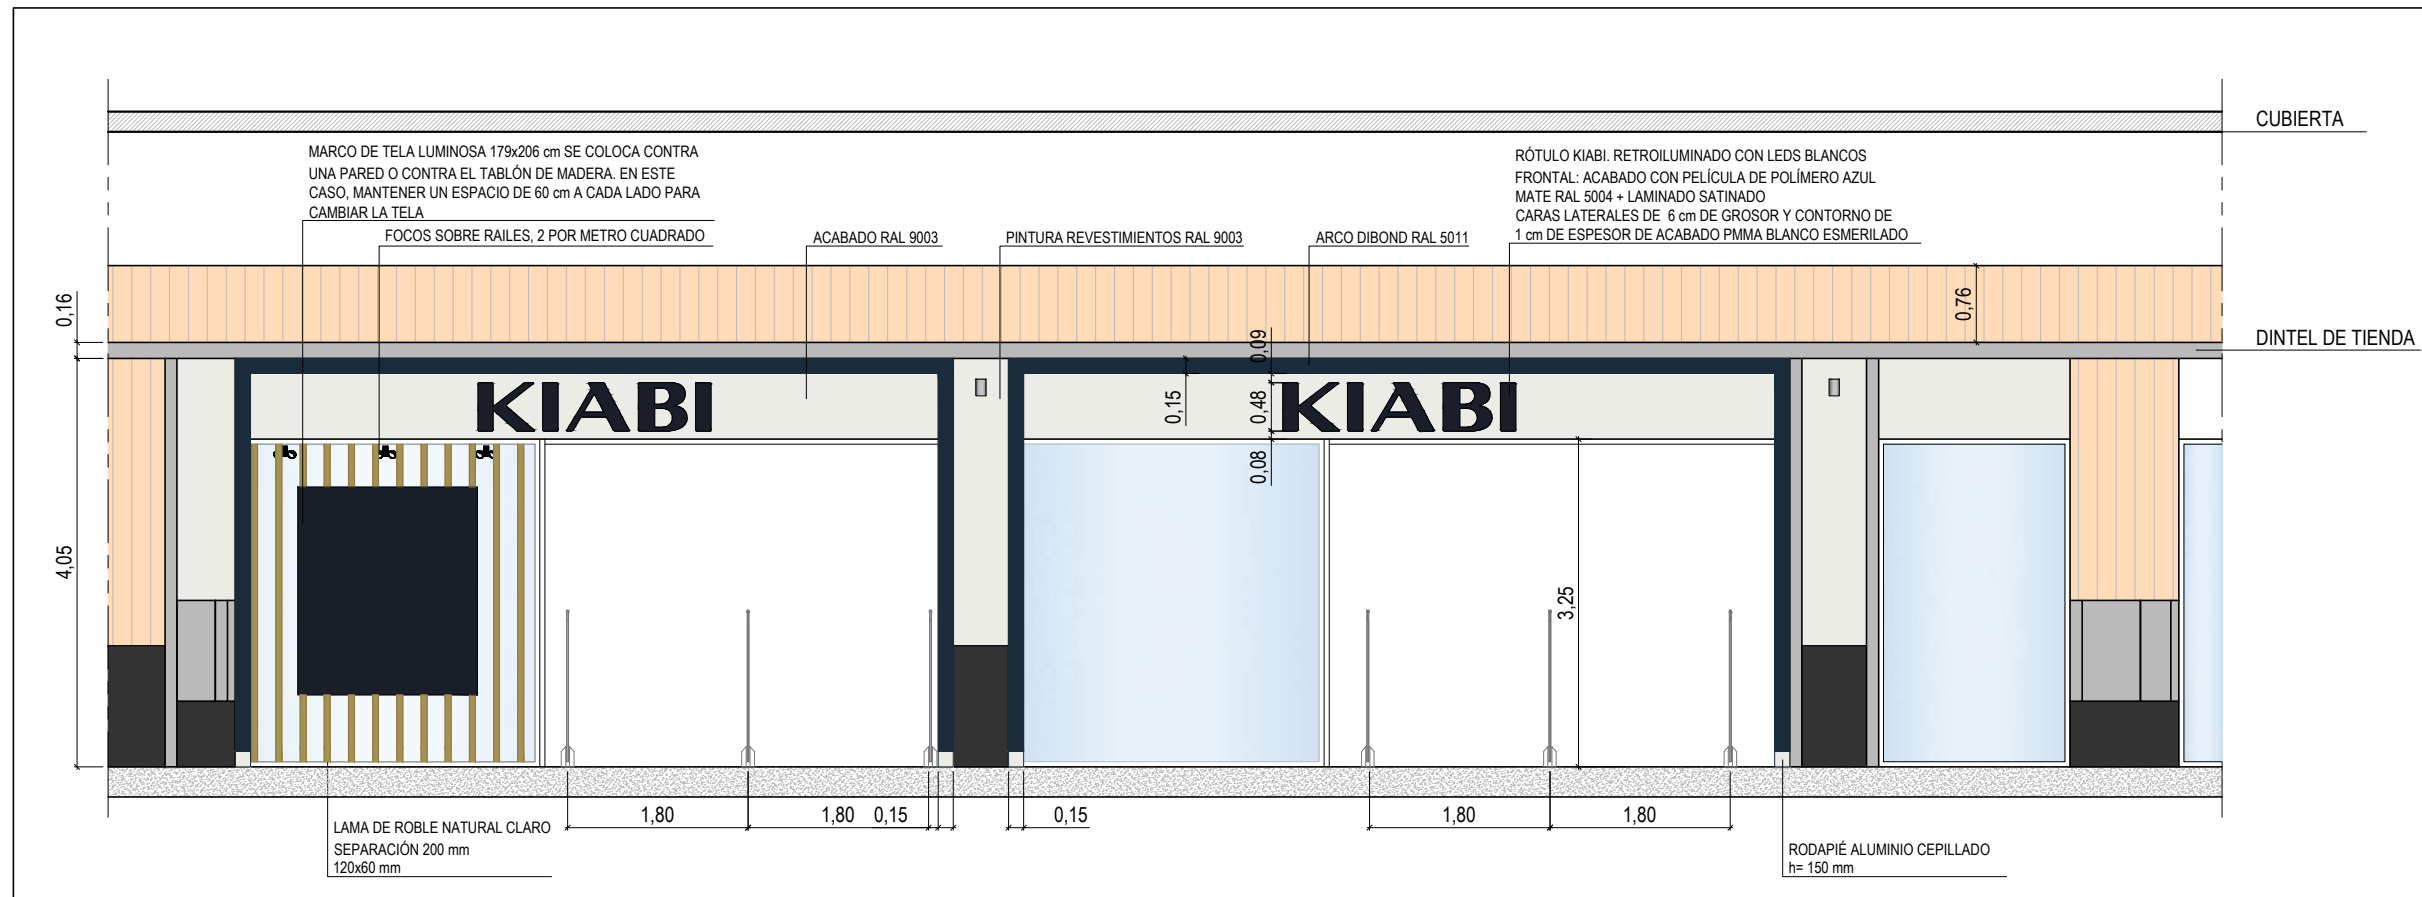 CUBIERTA
MARCO DE TELA LUMINOSA 179x206 cm SE COLOCA CONTRA
UNA PARED O CONTRA EL TABLÓN DE MADERA. EN ESTE
CASO, MANTENER UN ESPACIO DE 60 cm A CADA LADO PARA
CAMBIAR LA TELA
FOCOS SOBRE RAILES, 2 POR METRO CUADRADO
ACABADO RAL 9003
PINTURA REVESTIMIENTOS RAL 9003
ARCO DIBOND RAL 5011
RÓTULO KIABI. RETROILUMINADO CON LEDS BLANCOS
FRONTAL: ACABADO CON PELÍCULA DE POLÍMERO AZUL
MATE RAL 5004 + LAMINADO SATINADO
CARAS LATERALES DE 6 cm DE GROSOR Y CONTORNO DE
1 cm DE ESPESOR DE ACABADO PMMA BLANCO ESMERILADO
0,16
0,76
DINTEL DE TIENDA
0,09
0,15
0,48
0,08
KIABI
KIABI
4,05
3,25
1,80
1,80
0,15
0,15
1,80
1,80
LAMA DE ROBLE NATURAL CLARO
SEPARACIÓN 200 mm
120x60 mm
RODAPIÉ ALUMINIO CEPILLADO
h= 150 mm